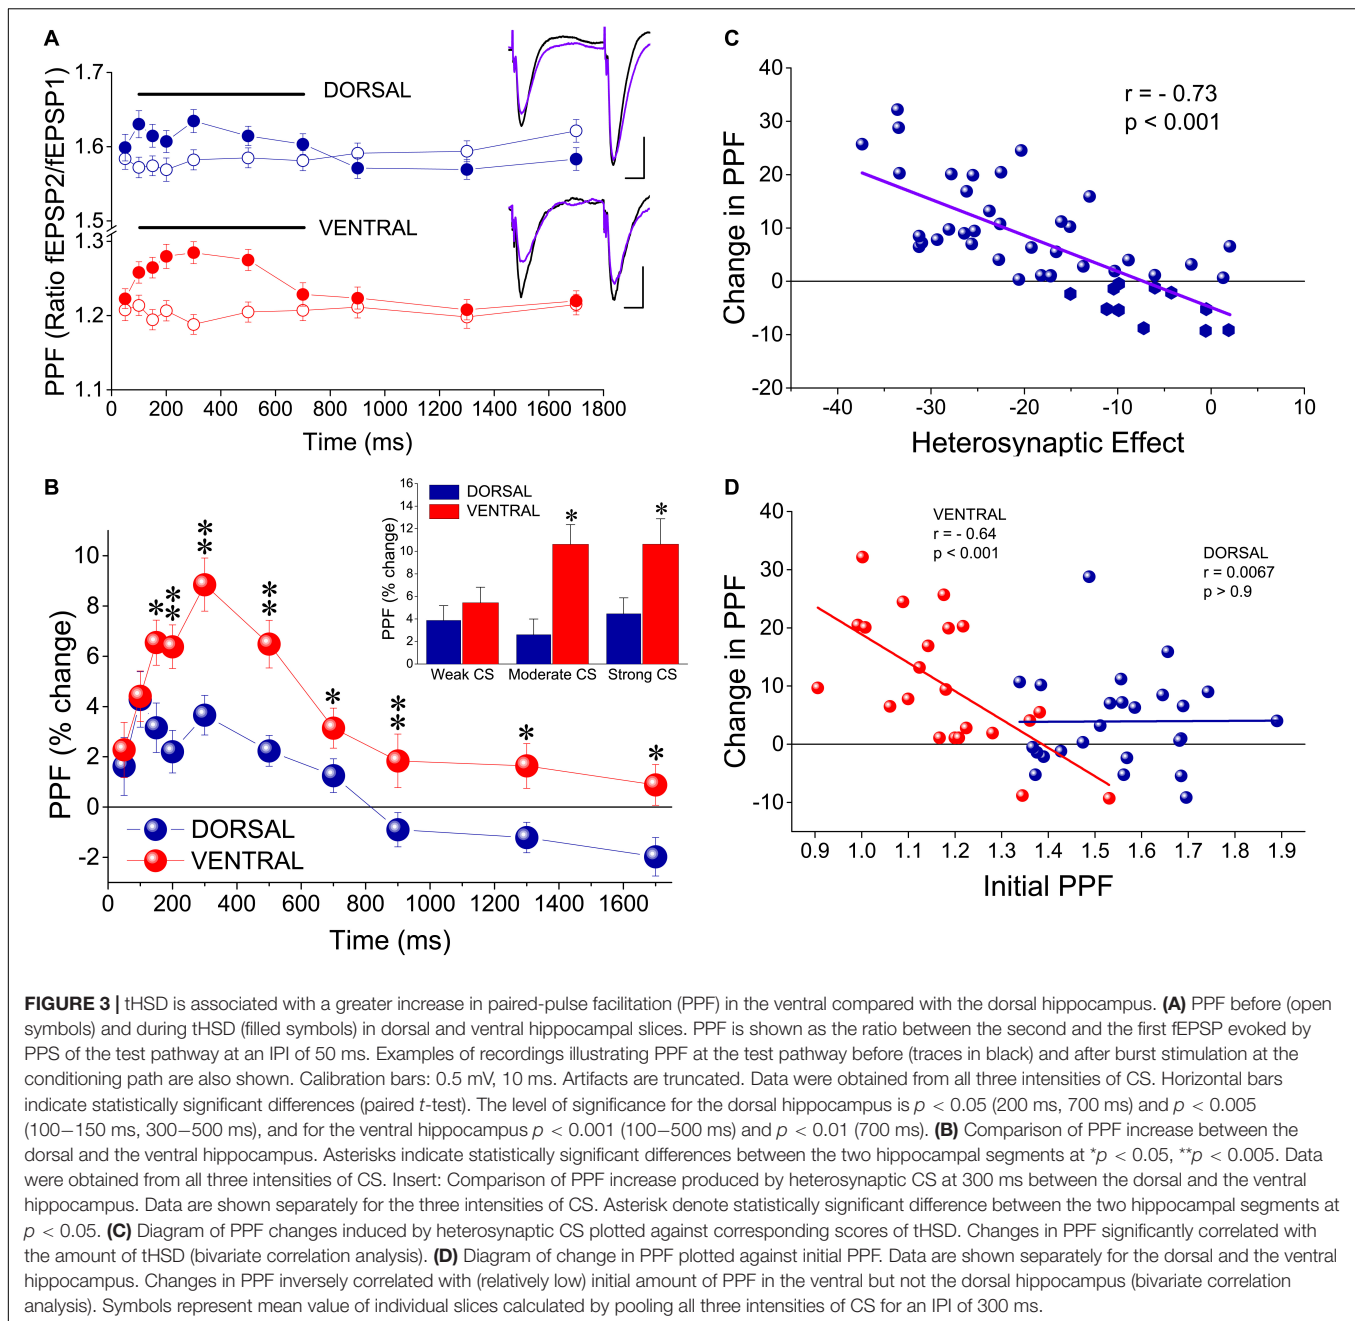 A
1.7
DORSAL
1.6
1.5
VENTRAL
1.3
1.2
1.1
0 200 400 600 800 1000 1200 1400 1600 1800
Time (ms)
PPF (Ratio fEPSP2/fEPSP1)
C
40
30
20
10
0
-10
-20
r = - 0.73
p < 0.001
-40 -30 -20 -10 0 10
Heterosynaptic Effect
Change in PPF
B
10
8
6
4
2
0
-2
* ** ** ** ** * ** * *
DORSAL
VENTRAL
0 200 400 600 800 1000 1200 1400 1600
Time (ms)
PPF (% change)
16
14
12
10
8
6
4
2
0
DORSAL
VENTRAL
* *
Weak CS Moderate CS Strong CS
PPF (% change)
D
40
30
20
10
0
-10
VENTRAL
r = - 0.64
p < 0.001
DORSAL
r = 0.0067
p > 0.9
0.9 1.0 1.1 1.2 1.3 1.4 1.5 1.6 1.7 1.8 1.9
Initial PPF
Change in PPF
FIGURE 3 | tHSD is associated with a greater increase in paired-pulse facilitation (PPF) in the ventral compared with the dorsal hippocampus. (A) PPF before (open
symbols) and during tHSD (filled symbols) in dorsal and ventral hippocampal slices. PPF is shown as the ratio between the second and the first fEPSP evoked by
PPS of the test pathway at an IPI of 50 ms. Examples of recordings illustrating PPF at the test pathway before (traces in black) and after burst stimulation at the
conditioning path are also shown. Calibration bars: 0.5 mV, 10 ms. Artifacts are truncated. Data were obtained from all three intensities of CS. Horizontal bars
indicate statistically significant differences (paired t-test). The level of significance for the dorsal hippocampus is p < 0.05 (200 ms, 700 ms) and p < 0.005
(100−150 ms, 300−500 ms), and for the ventral hippocampus p < 0.001 (100−500 ms) and p < 0.01 (700 ms). (B) Comparison of PPF increase between the
dorsal and the ventral hippocampus. Asterisks indicate statistically significant differences between the two hippocampal segments at *p < 0.05, **p < 0.005. Data
were obtained from all three intensities of CS. Insert: Comparison of PPF increase produced by heterosynaptic CS at 300 ms between the dorsal and the ventral
hippocampus. Data are shown separately for the three intensities of CS. Asterisk denote statistically significant difference between the two hippocampal segments at
p < 0.05. (C) Diagram of PPF changes induced by heterosynaptic CS plotted against corresponding scores of tHSD. Changes in PPF significantly correlated with
the amount of tHSD (bivariate correlation analysis). (D) Diagram of change in PPF plotted against initial PPF. Data are shown separately for the dorsal and the ventral
hippocampus. Changes in PPF inversely correlated with (relatively low) initial amount of PPF in the ventral but not the dorsal hippocampus (bivariate correlation
analysis). Symbols represent mean value of individual slices calculated by pooling all three intensities of CS for an IPI of 300 ms.